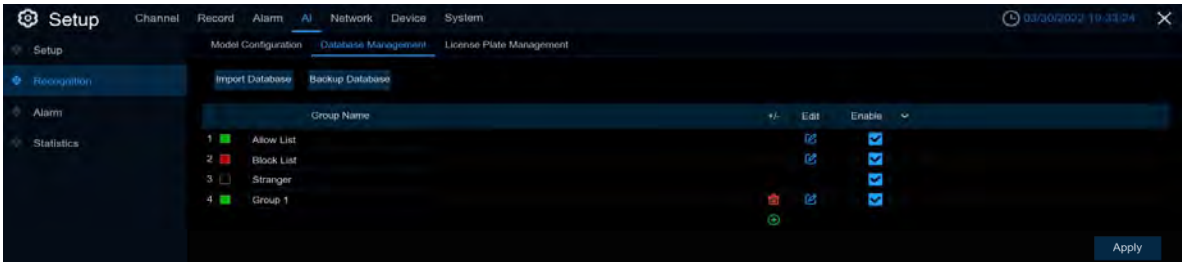 Setup Channel Record Alarm AI Network Device System 03/30/2022 10:33:24
Setup Model Configuration Database Management License Plate Management
Recognition Import Database Backup Database
Alarm Group Name +/- Edit Enable
1 Allow List
Statistics
2 Block List
3 Stranger
4 Group 1
Apply